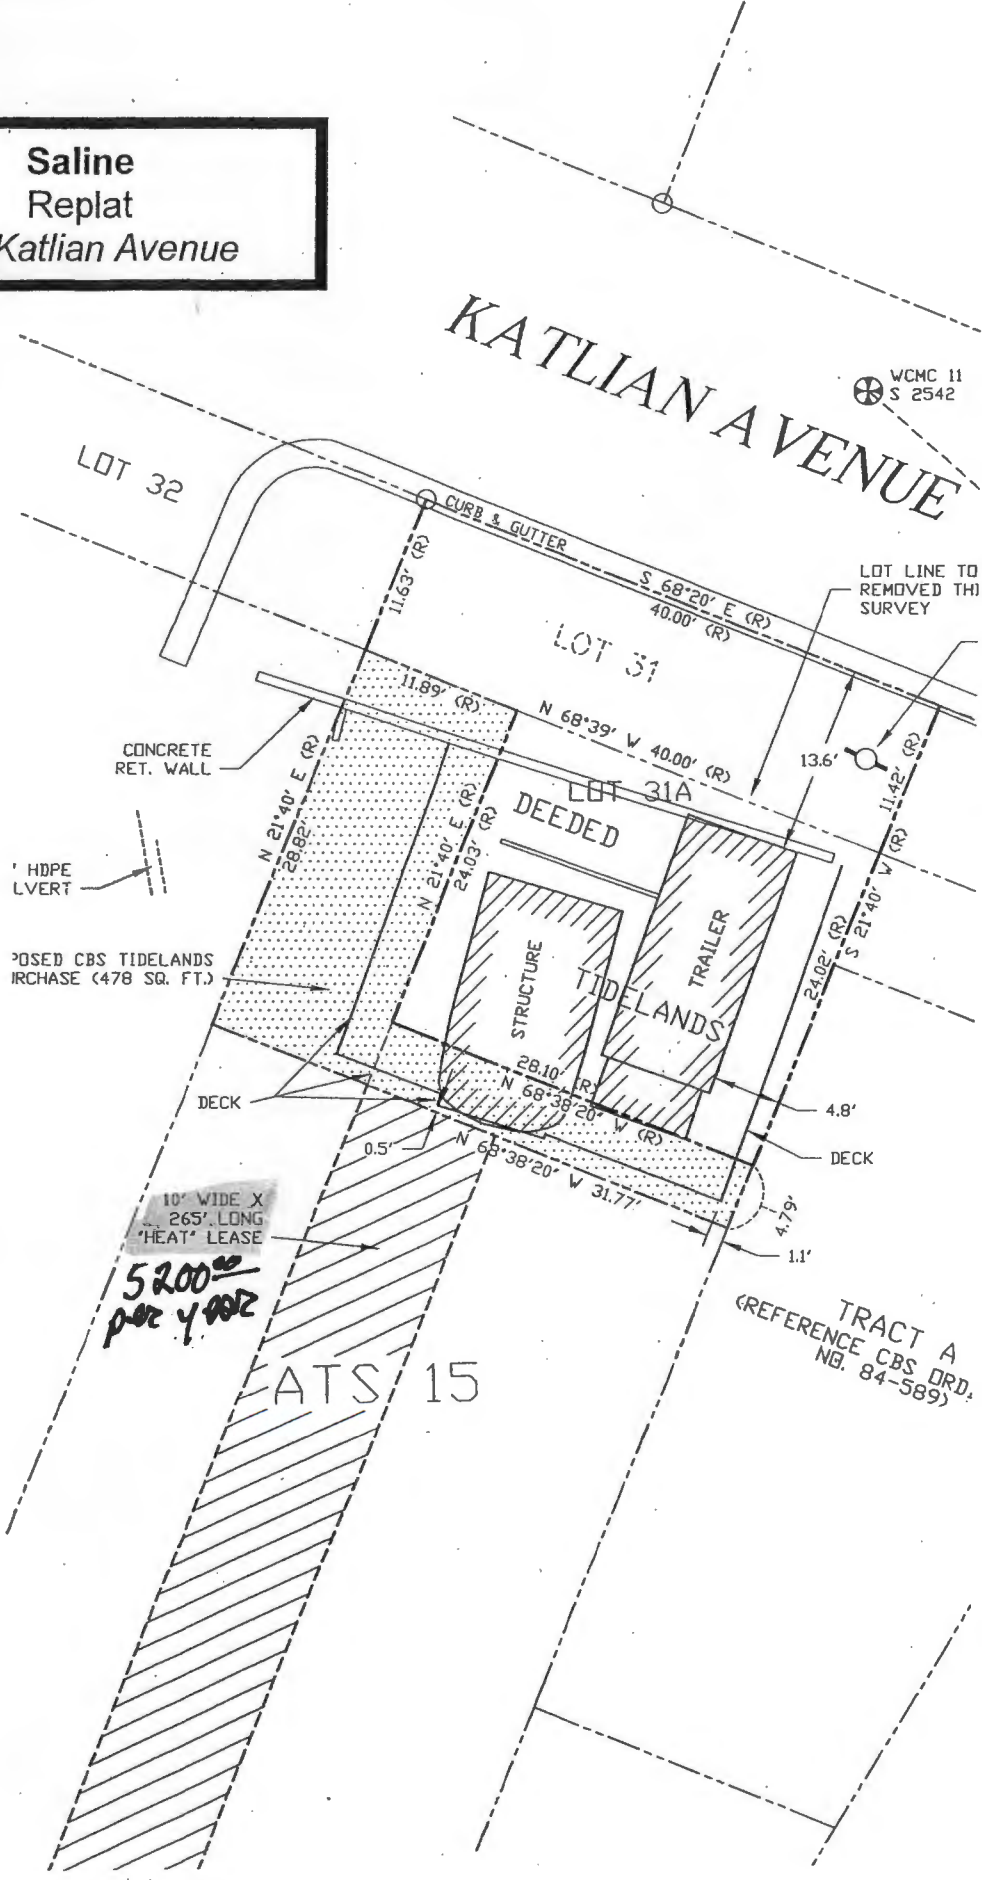 Saline
Replat
Katlian Avenue
KATLIAN AVENUE
WCMC 11
S 2542
LOT 32
CURB & GUTTER
11.63' (R)
S 68°20' E (R)
40.00' (R)
LOT LINE TO
REMOVED THI
SURVEY
LOT 31
11.89' (R)
N 68°39' W 40.00' (R)
13.6'
11.42' (R)
CONCRETE
RET. WALL
N 21°40' E (R)
28.82'
LOT 31A
DEEDED
N 21°40' E (R)
24.03' (R)
' HDPE
LVERT
S 21°40' W (R)
24.02' (R)
POSED CBS TIDELANDS
IRCHASE (478 SQ. FT.)
STRUCTURE
TRAILER
TIDELANDS
28.10' (R)
N 68°38'20" W (R)
DECK
4.8'
0.5'
N 68°38'20" W 31.77'
DECK
4.79'
1.1'
10' WIDE X
265' LONG
"HEAT" LEASE
5200.00
per year
TRACT A
(REFERENCE CBS ORD.
NO. 84-589)
ATS 15